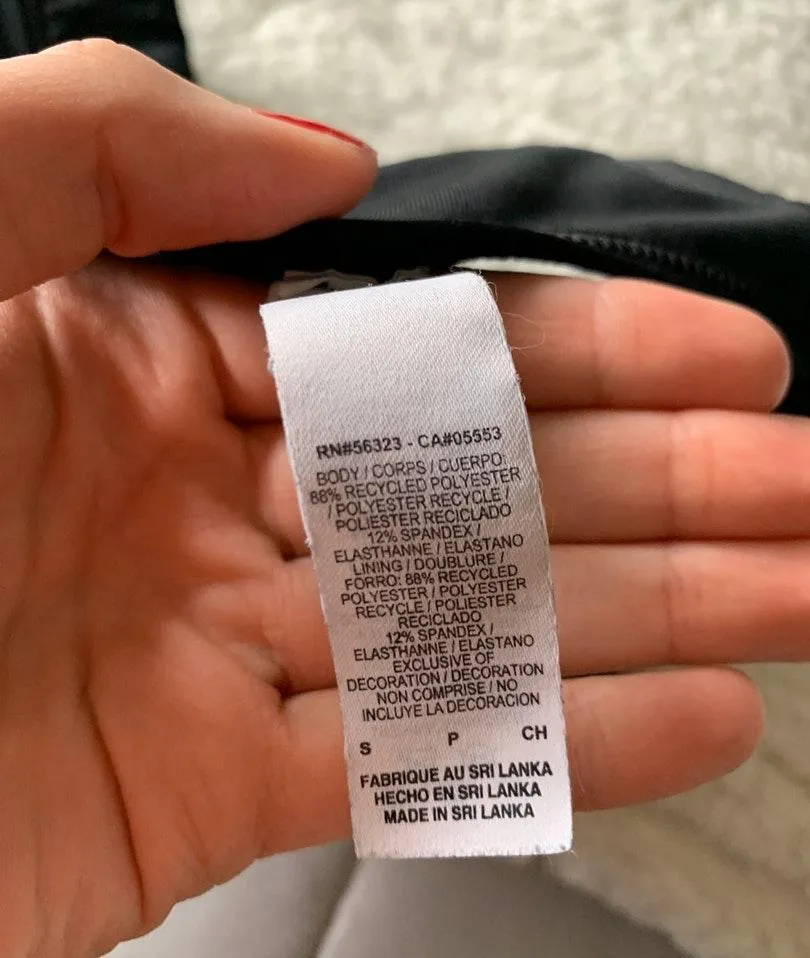 RN#56323 - CA#05553
BODY / CORPS / CUERPO:
88% RECYCLED POLYESTER
/ POLYESTER RECYCLE /
POLIESTER RECICLADO
12% SPANDEX /
ELASTHANNE / ELASTANO
LINING / DOUBLURE /
FORRO: 88% RECYCLED
POLYESTER / POLYESTER
RECYCLE / POLIESTER
RECICLADO
12% SPANDEX /
ELASTHANNE / ELASTANO
EXCLUSIVE OF
DECORATION / DECORATION
NON COMPRISE / NO
INCLUYE LA DECORACION
S P CH
FABRIQUE AU SRI LANKA
HECHO EN SRI LANKA
MADE IN SRI LANKA